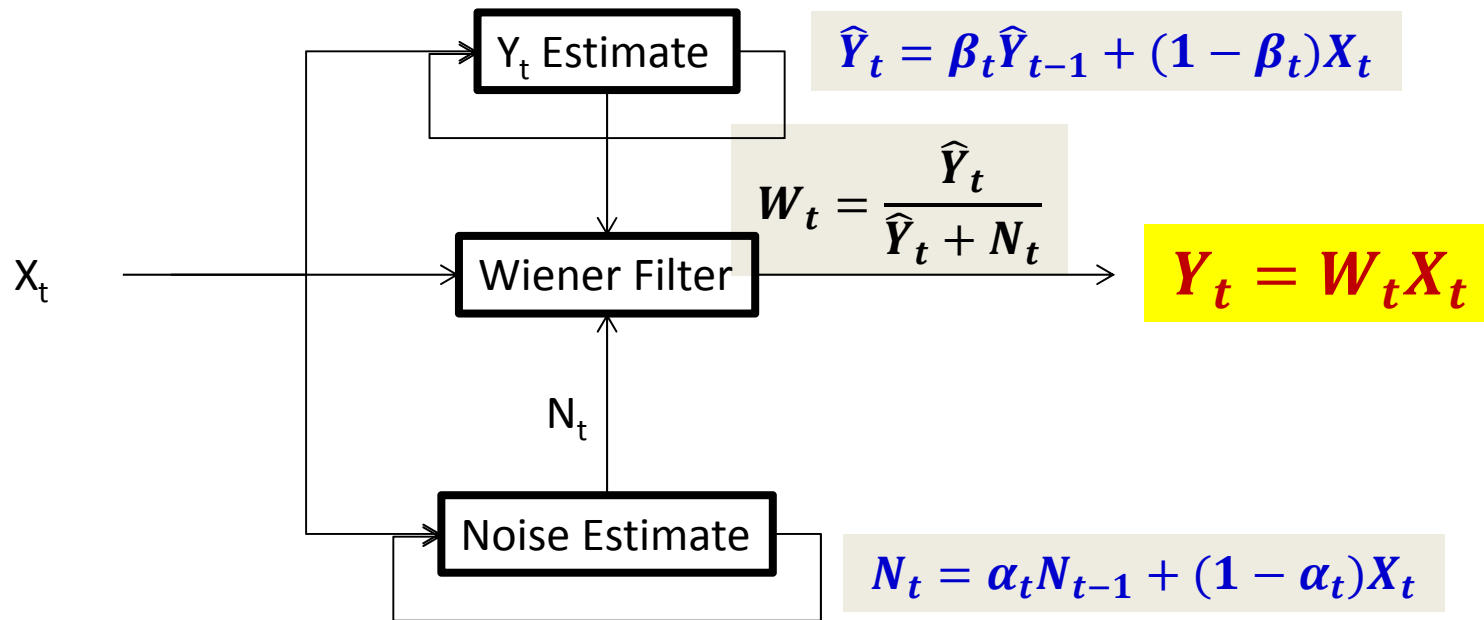 Yₜ Estimate
Ŷₜ = βₜŶₜ₋₁ + (1 − βₜ)Xₜ
Wₜ = Ŷₜ / (Ŷₜ + Nₜ)
Xₜ
Wiener Filter
Yₜ = WₜXₜ
Nₜ
Noise Estimate
Nₜ = αₜNₜ₋₁ + (1 − αₜ)Xₜ